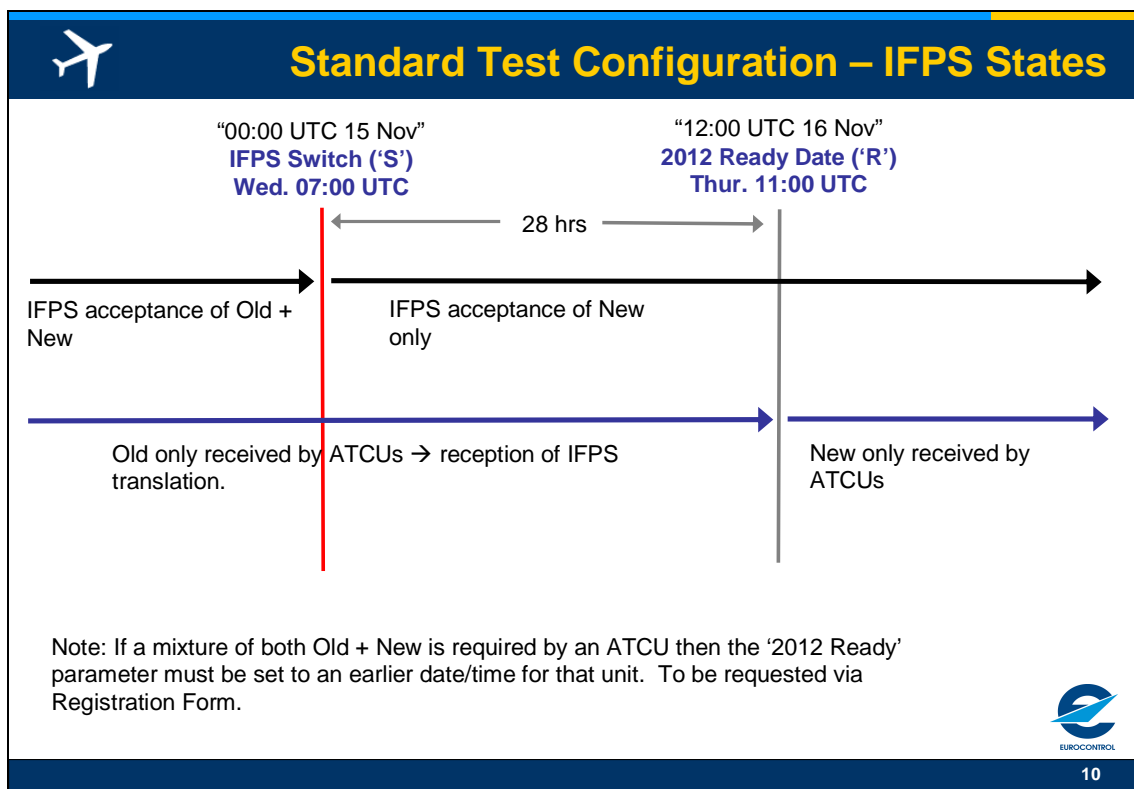 Standard Test Configuration – IFPS States
“00:00 UTC 15 Nov”
IFPS Switch (‘S’)
Wed. 07:00 UTC
“12:00 UTC 16 Nov”
2012 Ready Date (‘R’)
Thur. 11:00 UTC
28 hrs
IFPS acceptance of Old +
New
IFPS acceptance of New
only
Old only received by ATCUs → reception of IFPS
translation.
New only received by
ATCUs
Note: If a mixture of both Old + New is required by an ATCU then the ‘2012 Ready’
parameter must be set to an earlier date/time for that unit.  To be requested via
Registration Form.
EUROCONTROL
10